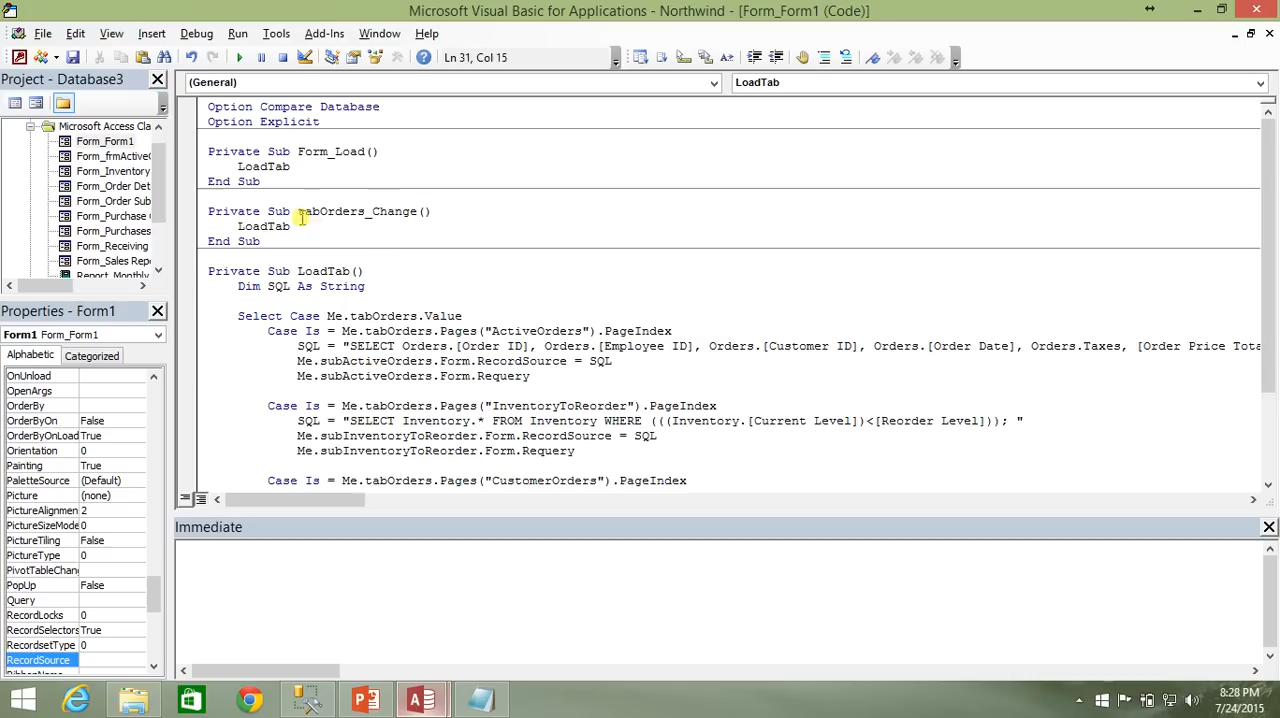 Microsoft Visual Basic for Applications - Northwind - [Form_Form1 (Code)]
File Edit View Insert Format Debug Run Tools Add-Ins Window Help
Ln 31, Col 15
Project - Database3
(General)
LoadTab
Microsoft Access Cla
Form_Form1
Form_frmActiveO
Form_Inventory
Form_Order Det
Form_Order Sub
Form_Purchase
Form_Purchases
Form_Receiving
Form_Sales Repo
Report_Monthly
Option Compare Database
Option Explicit
Private Sub Form_Load()
LoadTab
End Sub
Private Sub tabOrders_Change()
LoadTab
End Sub
Private Sub LoadTab()
Dim SQL As String
Select Case Me.tabOrders.Value
Case Is = Me.tabOrders.Pages("ActiveOrders").PageIndex
SQL = "SELECT Orders.[Order ID], Orders.[Employee ID], Orders.[Customer ID], Orders.[Order Date], Orders.Taxes, [Order Price Tota
Me.subActiveOrders.Form.RecordSource = SQL
Me.subActiveOrders.Form.Requery
Case Is = Me.tabOrders.Pages("InventoryToReorder").PageIndex
SQL = "SELECT Inventory.* FROM Inventory WHERE (((Inventory.[Current Level])<[Reorder Level])); "
Me.subInventoryToReorder.Form.RecordSource = SQL
Me.subInventoryToReorder.Form.Requery
Case Is = Me.tabOrders.Pages("CustomerOrders").PageIndex
Properties - Form1
Form1 Form_Form1
Alphabetic Categorized
OnUnload
OpenArgs
OrderBy
OrderByOn False
OrderByOnLoad True
Orientation 0
Painting True
PaletteSource (Default)
Picture (none)
PictureAlignmen 2
PictureSizeMode 0
PictureTiling False
PictureType 0
PivotTableChang
PopUp False
Query
RecordLocks 0
RecordSelectors True
RecordsetType 0
RecordSource
Immediate
8:28 PM
7/24/2015